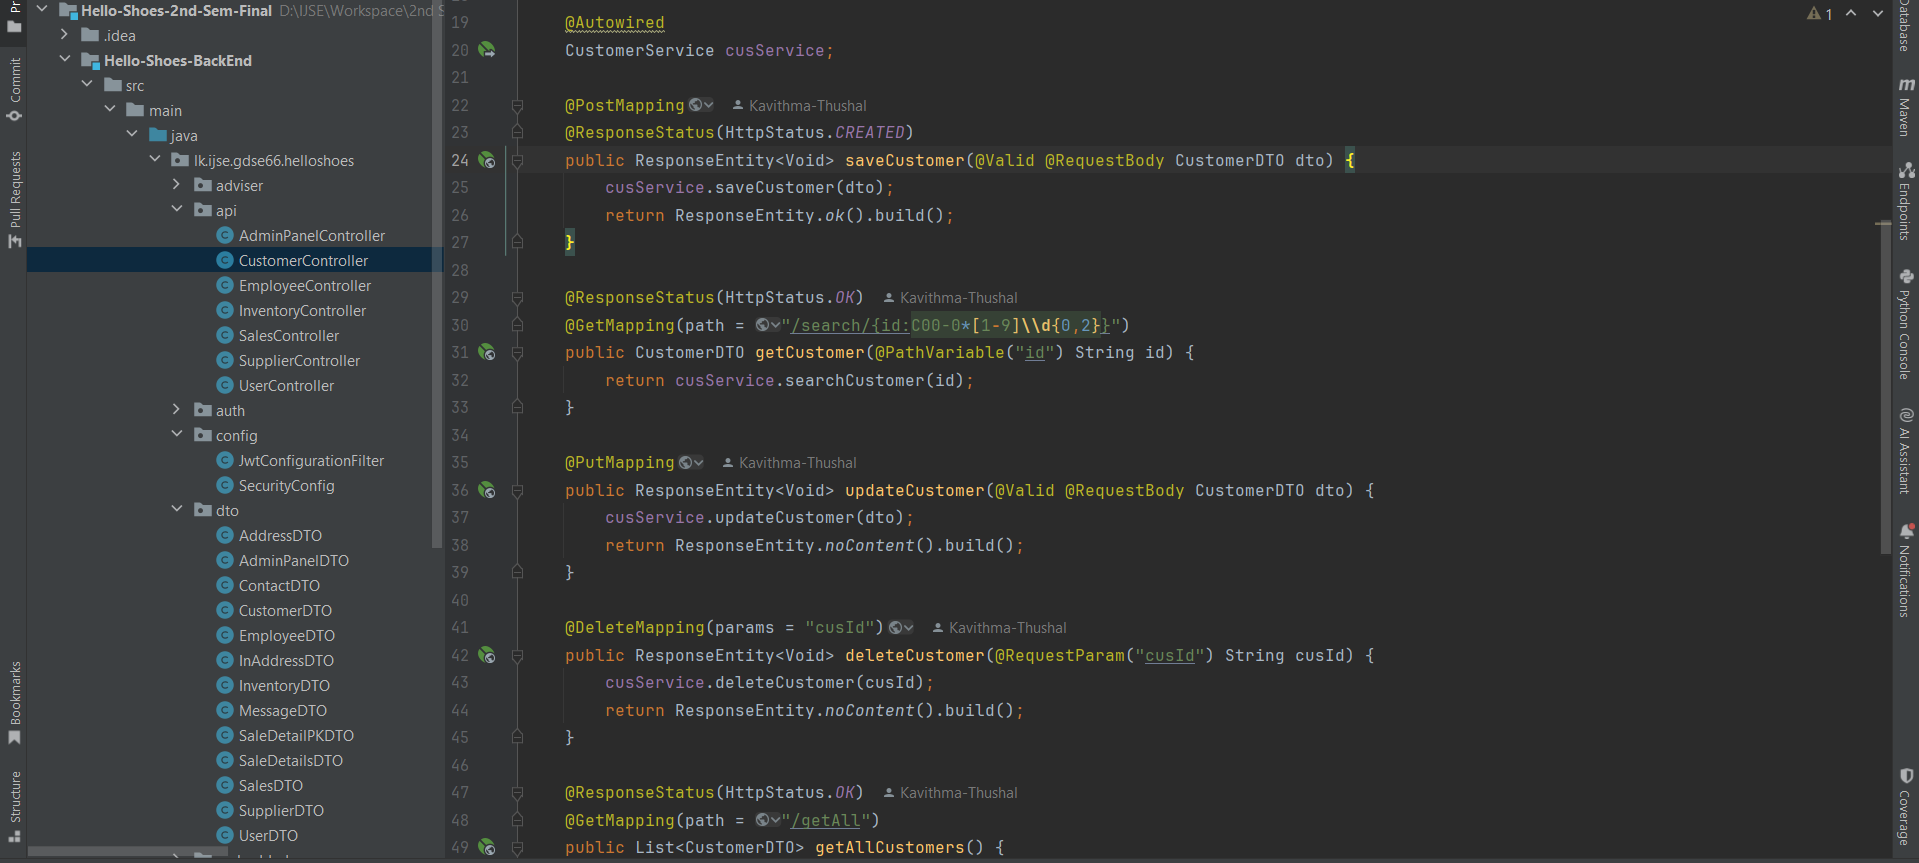 Hello-Shoes-2nd-Sem-Final D:\IJSE\Workspace\2nd S
.idea
Hello-Shoes-BackEnd
src
main
java
lk.ijse.gdse66.helloshoes
adviser
api
AdminPanelController
CustomerController
EmployeeController
InventoryController
SalesController
SupplierController
UserController
auth
config
JwtConfigurationFilter
SecurityConfig
dto
AddressDTO
AdminPanelDTO
ContactDTO
CustomerDTO
EmployeeDTO
InAddressDTO
InventoryDTO
MessageDTO
SaleDetailPKDTO
SaleDetailsDTO
SalesDTO
SupplierDTO
UserDTO
Pr
Commit
Pull Requests
Bookmarks
Structure
19 @Autowired
20 CustomerService cusService;
21
22 @PostMapping Kavithma-Thushal
23 @ResponseStatus(HttpStatus.CREATED)
24 public ResponseEntity<Void> saveCustomer(@Valid @RequestBody CustomerDTO dto) {
25 cusService.saveCustomer(dto);
26 return ResponseEntity.ok().build();
27 }
28
29 @ResponseStatus(HttpStatus.OK) Kavithma-Thushal
30 @GetMapping(path = "/search/{id:C00-0*[1-9]\\d{0,2}}")
31 public CustomerDTO getCustomer(@PathVariable("id") String id) {
32 return cusService.searchCustomer(id);
33 }
34
35 @PutMapping Kavithma-Thushal
36 public ResponseEntity<Void> updateCustomer(@Valid @RequestBody CustomerDTO dto) {
37 cusService.updateCustomer(dto);
38 return ResponseEntity.noContent().build();
39 }
40
41 @DeleteMapping(params = "cusId") Kavithma-Thushal
42 public ResponseEntity<Void> deleteCustomer(@RequestParam("cusId") String cusId) {
43 cusService.deleteCustomer(cusId);
44 return ResponseEntity.noContent().build();
45 }
46
47 @ResponseStatus(HttpStatus.OK) Kavithma-Thushal
48 @GetMapping(path = "/getAll")
49 public List<CustomerDTO> getAllCustomers() {
1
Database
Maven
Endpoints
Python Console
AI Assistant
Notifications
Coverage